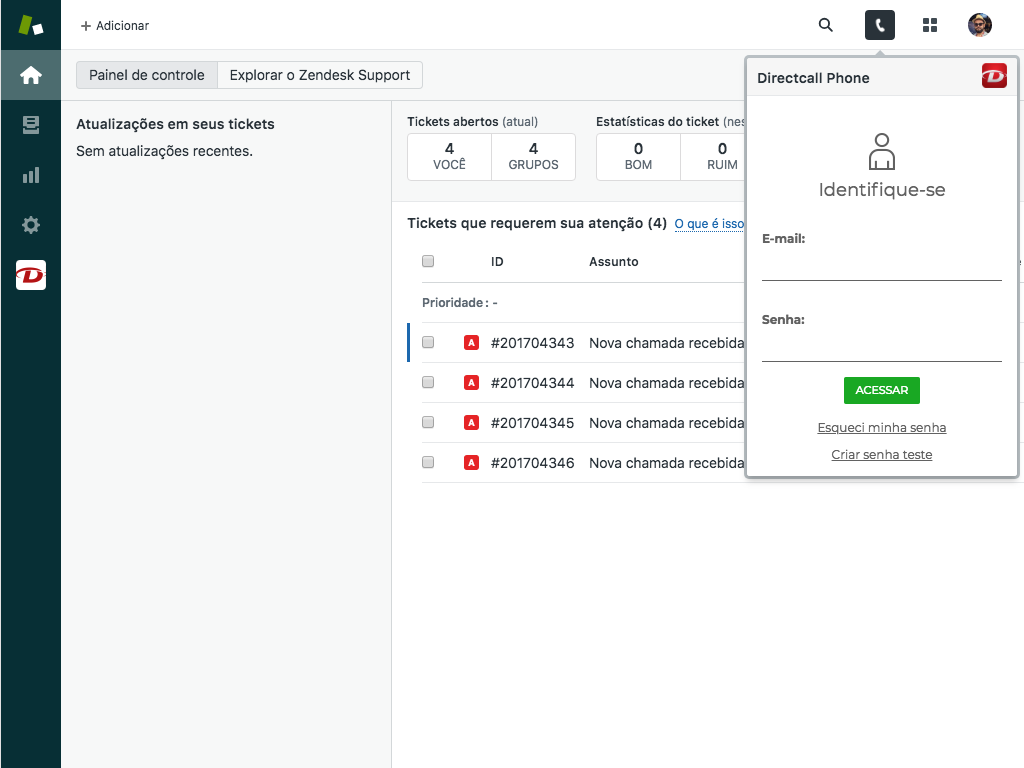 Adicionar
Painel de controle
Explorar o Zendesk Support
Directcall Phone
Atualizações em seus tickets
Sem atualizações recentes.
Tickets abertos (atual)
4
VOCÊ
4
GRUPOS
Estatísticas do ticket
0
BOM
0
RUIM
Tickets que requerem sua atenção (4)
O que é isso
ID
Assunto
Prioridade: -
A #201704343 Nova chamada recebida
A #201704344 Nova chamada recebida
A #201704345 Nova chamada recebida
A #201704346 Nova chamada recebida
Identifique-se
E-mail:
Senha:
ACESSAR
Esqueci minha senha
Criar senha teste